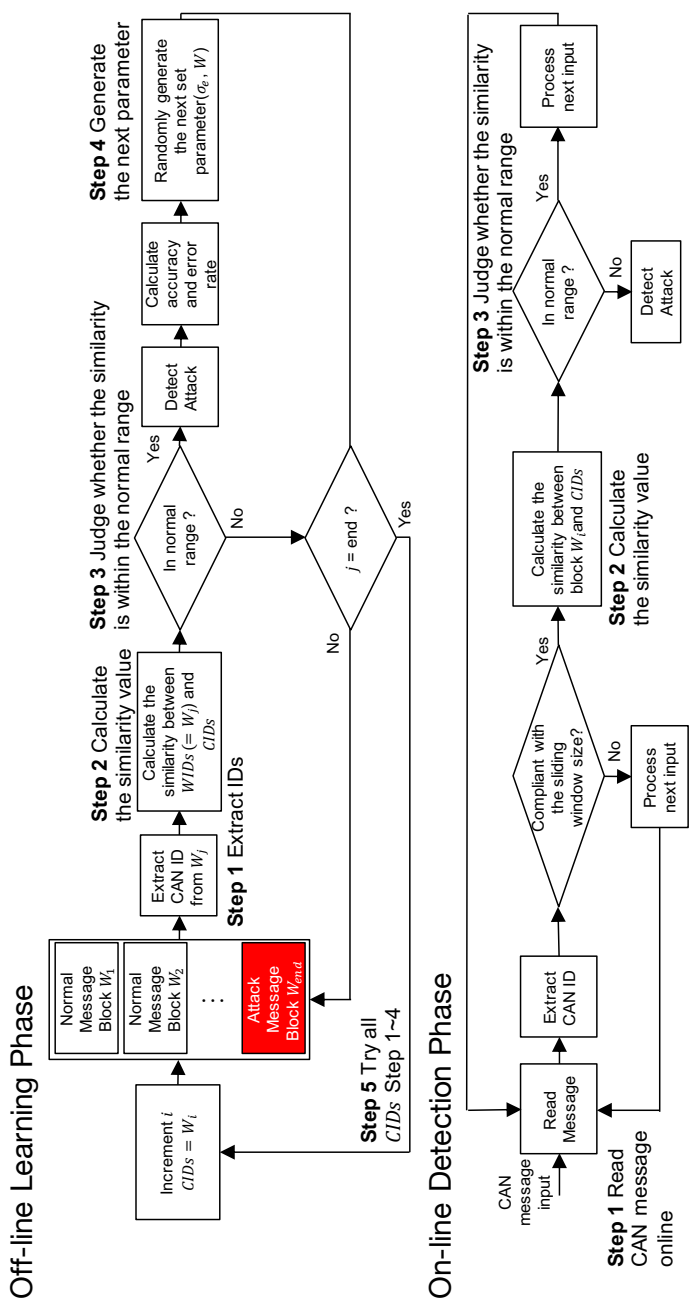 Off-line Learning Phase
Increment i
CIDs = W_i
Normal
Message
Block W_1
Normal
Message
Block W_2
...
Attack
Message
Block W_end
Extract
CAN ID
from W_j
Step 1 Extract IDs
Step 2 Calculate
the similarity value
Calculate the
similarity between
WIDs (= W_j) and
CIDs
Step 3 Judge whether the similarity
is within the normal range
In normal
range ?
Yes
No
Detect
Attack
Calculate
accuracy
and error
rate
Step 4 Generate
the next parameter
Randomly generate
the next set
parameter(σ_e, W)
j = end ?
No
Yes
Step 5 Try all
CIDs Step 1~4
On-line Detection Phase
CAN
message
input
Read
Message
Step 1 Read
CAN message
online
Extract
CAN ID
Compliant with
the sliding
window size?
Yes
No
Process
next input
Calculate the
similarity between
block W_i and CIDs
Step 2 Calculate
the similarity value
Step 3 Judge whether the similarity
is within the normal range
In normal
range ?
Yes
No
Process
next input
Detect
Attack